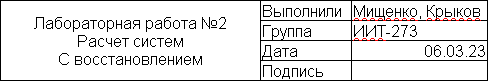 Лабораторная работа №2
Расчет систем
С восстановлением
Выполнили Мищенко, Крыков
Группа ИИТ-273
Дата 06.03.23
Подпись